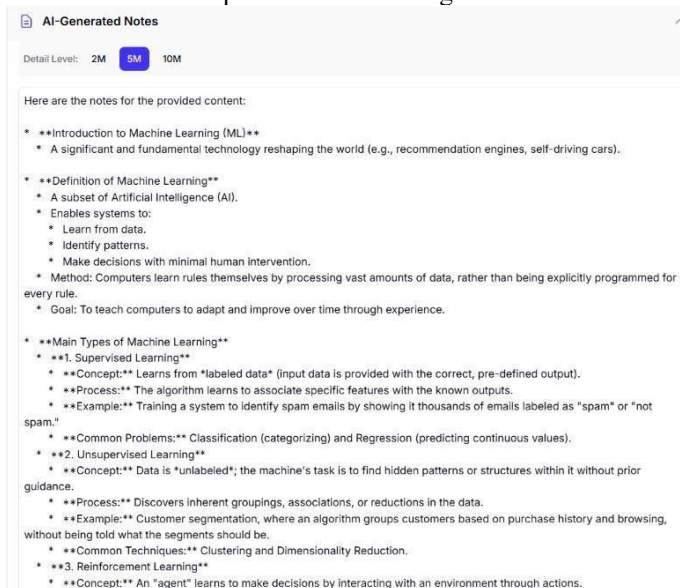 AI-Generated Notes
Detail Level: 2M 5M 10M
Here are the notes for the provided content:
* **Introduction to Machine Learning (ML)**
* A significant and fundamental technology reshaping the world (e.g., recommendation engines, self-driving cars).
* **Definition of Machine Learning**
* A subset of Artificial Intelligence (AI).
* Enables systems to:
* Learn from data.
* Identify patterns.
* Make decisions with minimal human intervention.
* Method: Computers learn rules themselves by processing vast amounts of data, rather than being explicitly programmed for
every rule.
* Goal: To teach computers to adapt and improve over time through experience.
* **Main Types of Machine Learning**
* **1. Supervised Learning**
* **Concept:** Learns from *labeled data* (input data is provided with the correct, pre-defined output).
* **Process:** The algorithm learns to associate specific features with the known outputs.
* **Example:** Training a system to identify spam emails by showing it thousands of emails labeled as "spam" or "not
spam."
* **Common Problems:** Classification (categorizing) and Regression (predicting continuous values).
* **2. Unsupervised Learning**
* **Concept:** Data is *unlabeled*; the machine's task is to find hidden patterns or structures within it without prior
guidance.
* **Process:** Discovers inherent groupings, associations, or reductions in the data.
* **Example:** Customer segmentation, where an algorithm groups customers based on purchase history and browsing,
without being told what the segments should be.
* **Common Techniques:** Clustering and Dimensionality Reduction.
* **3. Reinforcement Learning**
* **Concept:** An "agent" learns to make decisions by interacting with an environment through actions.